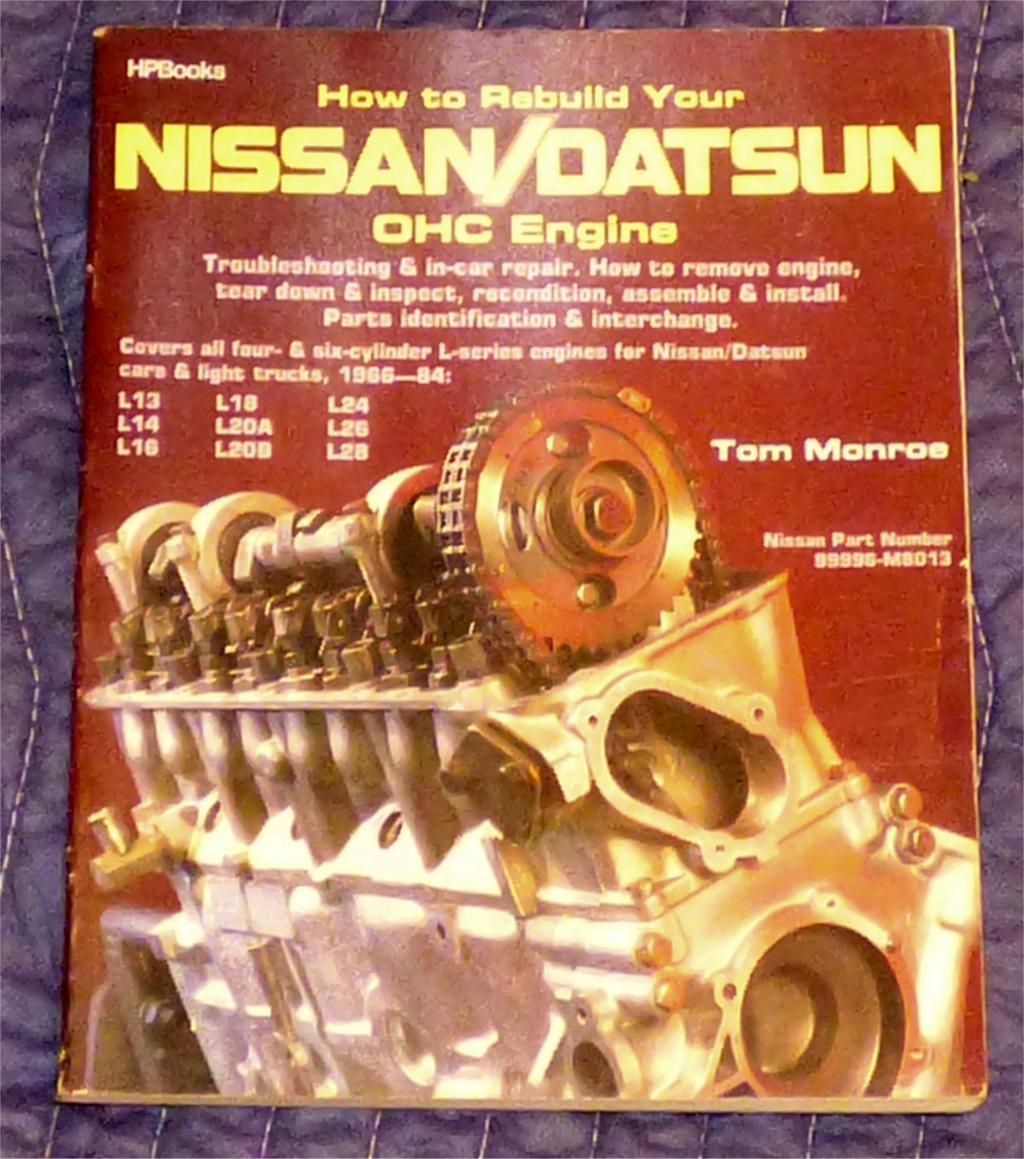 HPBooks
How to Rebuild Your
NISSAN/DATSUN
OHC Engine
Troubleshooting & in-car repair. How to remove engine,
tear down & inspect, recondition, assemble & install.
Parts identification & interchange.
Covers all four- & six-cylinder L-series engines for Nissan/Datsun
cars & light trucks, 1966—84:
L13 L18 L24
L14 L20A L26
L16 L20B L28
Tom Monroe
Nissan Part Number
99996-M8013